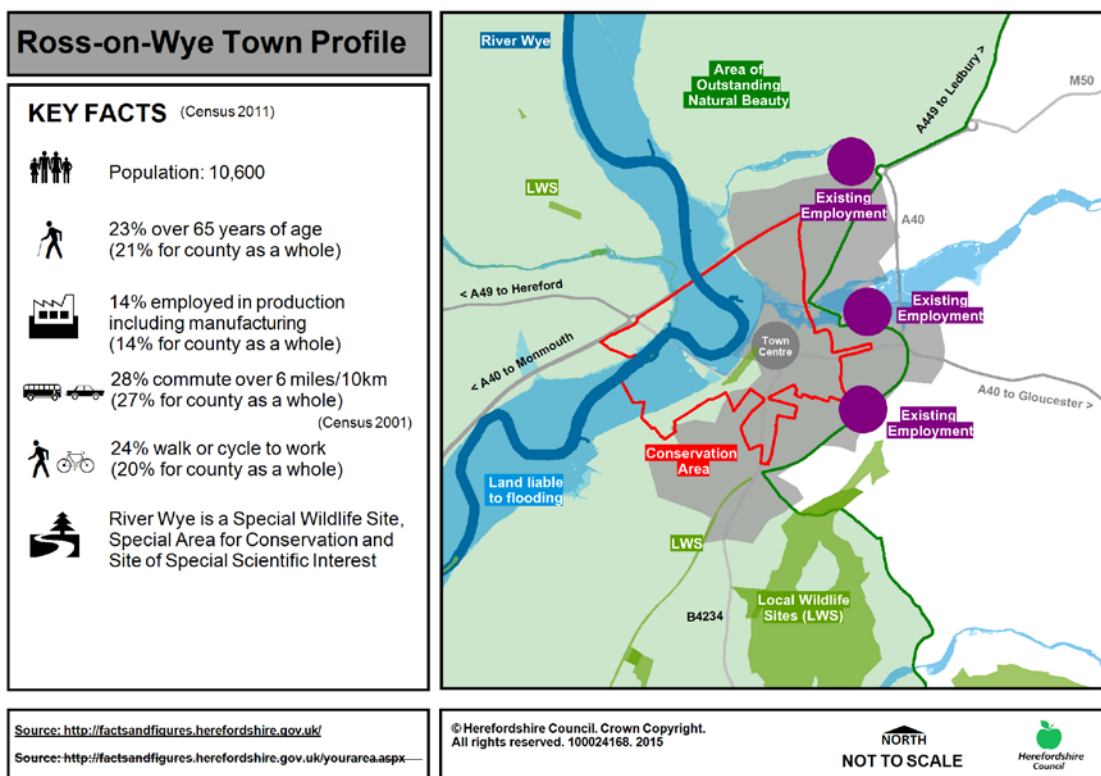 Ross-on-Wye Town Profile
KEY FACTS (Census 2011)
Population: 10,600
23% over 65 years of age
(21% for county as a whole)
14% employed in production
including manufacturing
(14% for county as a whole)
28% commute over 6 miles/10km
(27% for county as a whole)
(Census 2001)
24% walk or cycle to work
(20% for county as a whole)
River Wye is a Special Wildlife Site,
Special Area for Conservation and
Site of Special Scientific Interest
River Wye
Area of
Outstanding
Natural Beauty
A449 to Ledbury >
M50
LWS
Existing
Employment
A40
< A49 to Hereford
Existing
Employment
Town
Centre
< A40 to Monmouth
A40 to Gloucester >
Existing
Employment
Conservation
Area
Land liable
to flooding
LWS
Local Wildlife
Sites (LWS)
B4234
Source: http://factsandfigures.herefordshire.gov.uk/
Source: http://factsandfigures.herefordshire.gov.uk/yourarea.aspx
© Herefordshire Council. Crown Copyright.
All rights reserved. 100024168. 2015
NORTH
NOT TO SCALE
Herefordshire
Council